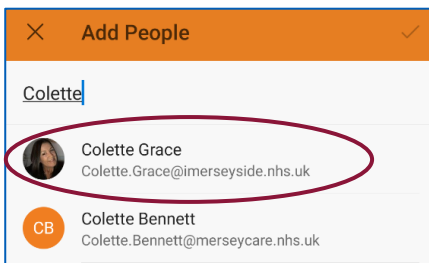 Add People
Colette
Colette Grace
Colette.Grace@imerseyside.nhs.uk
CB
Colette Bennett
Colette.Bennett@merseycare.nhs.uk